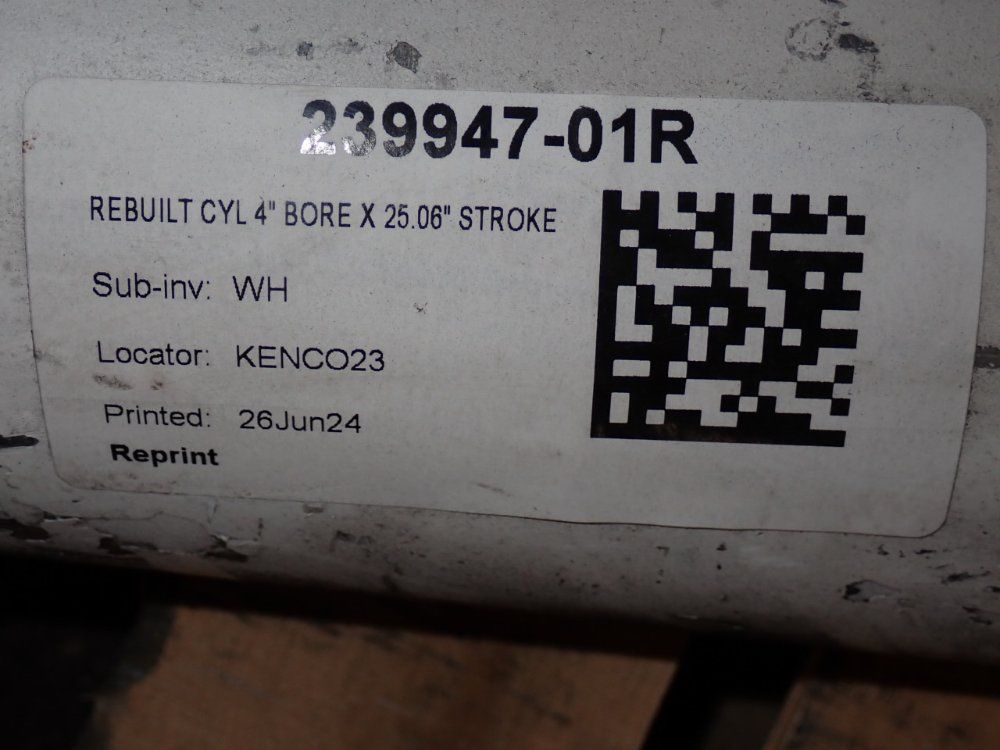 239947-01R
REBUILT CYL 4" BORE X 25.06" STROKE
Sub-inv: WH
Locator: KENCO23
Printed: 26Jun24
Reprint